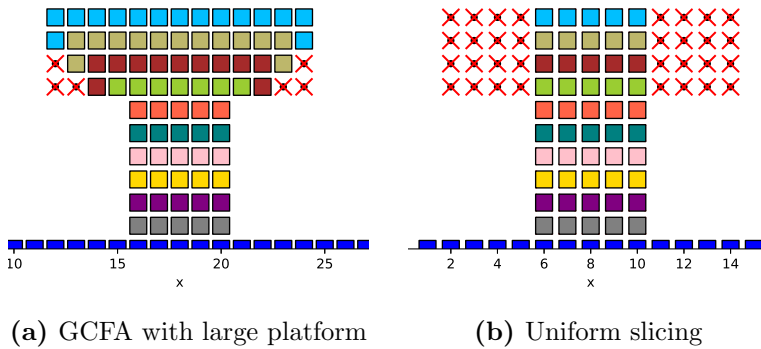 10 15 20 25
x
2 4 6 8 10 12 14
x
(a) GCFA with large platform
(b) Uniform slicing